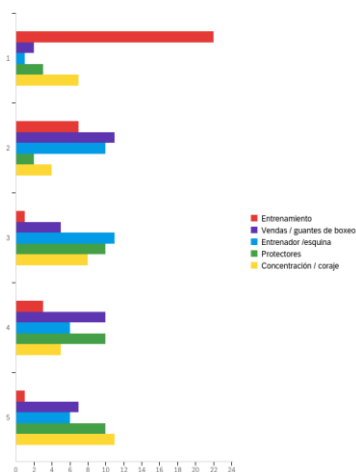 1
2
3
4
5
0 2 4 6 8 10 12 14 16 18 20 22 24
Entrenamiento
Vendas / guantes de boxeo
Entrenador /esquina
Protectores
Concentración / coraje